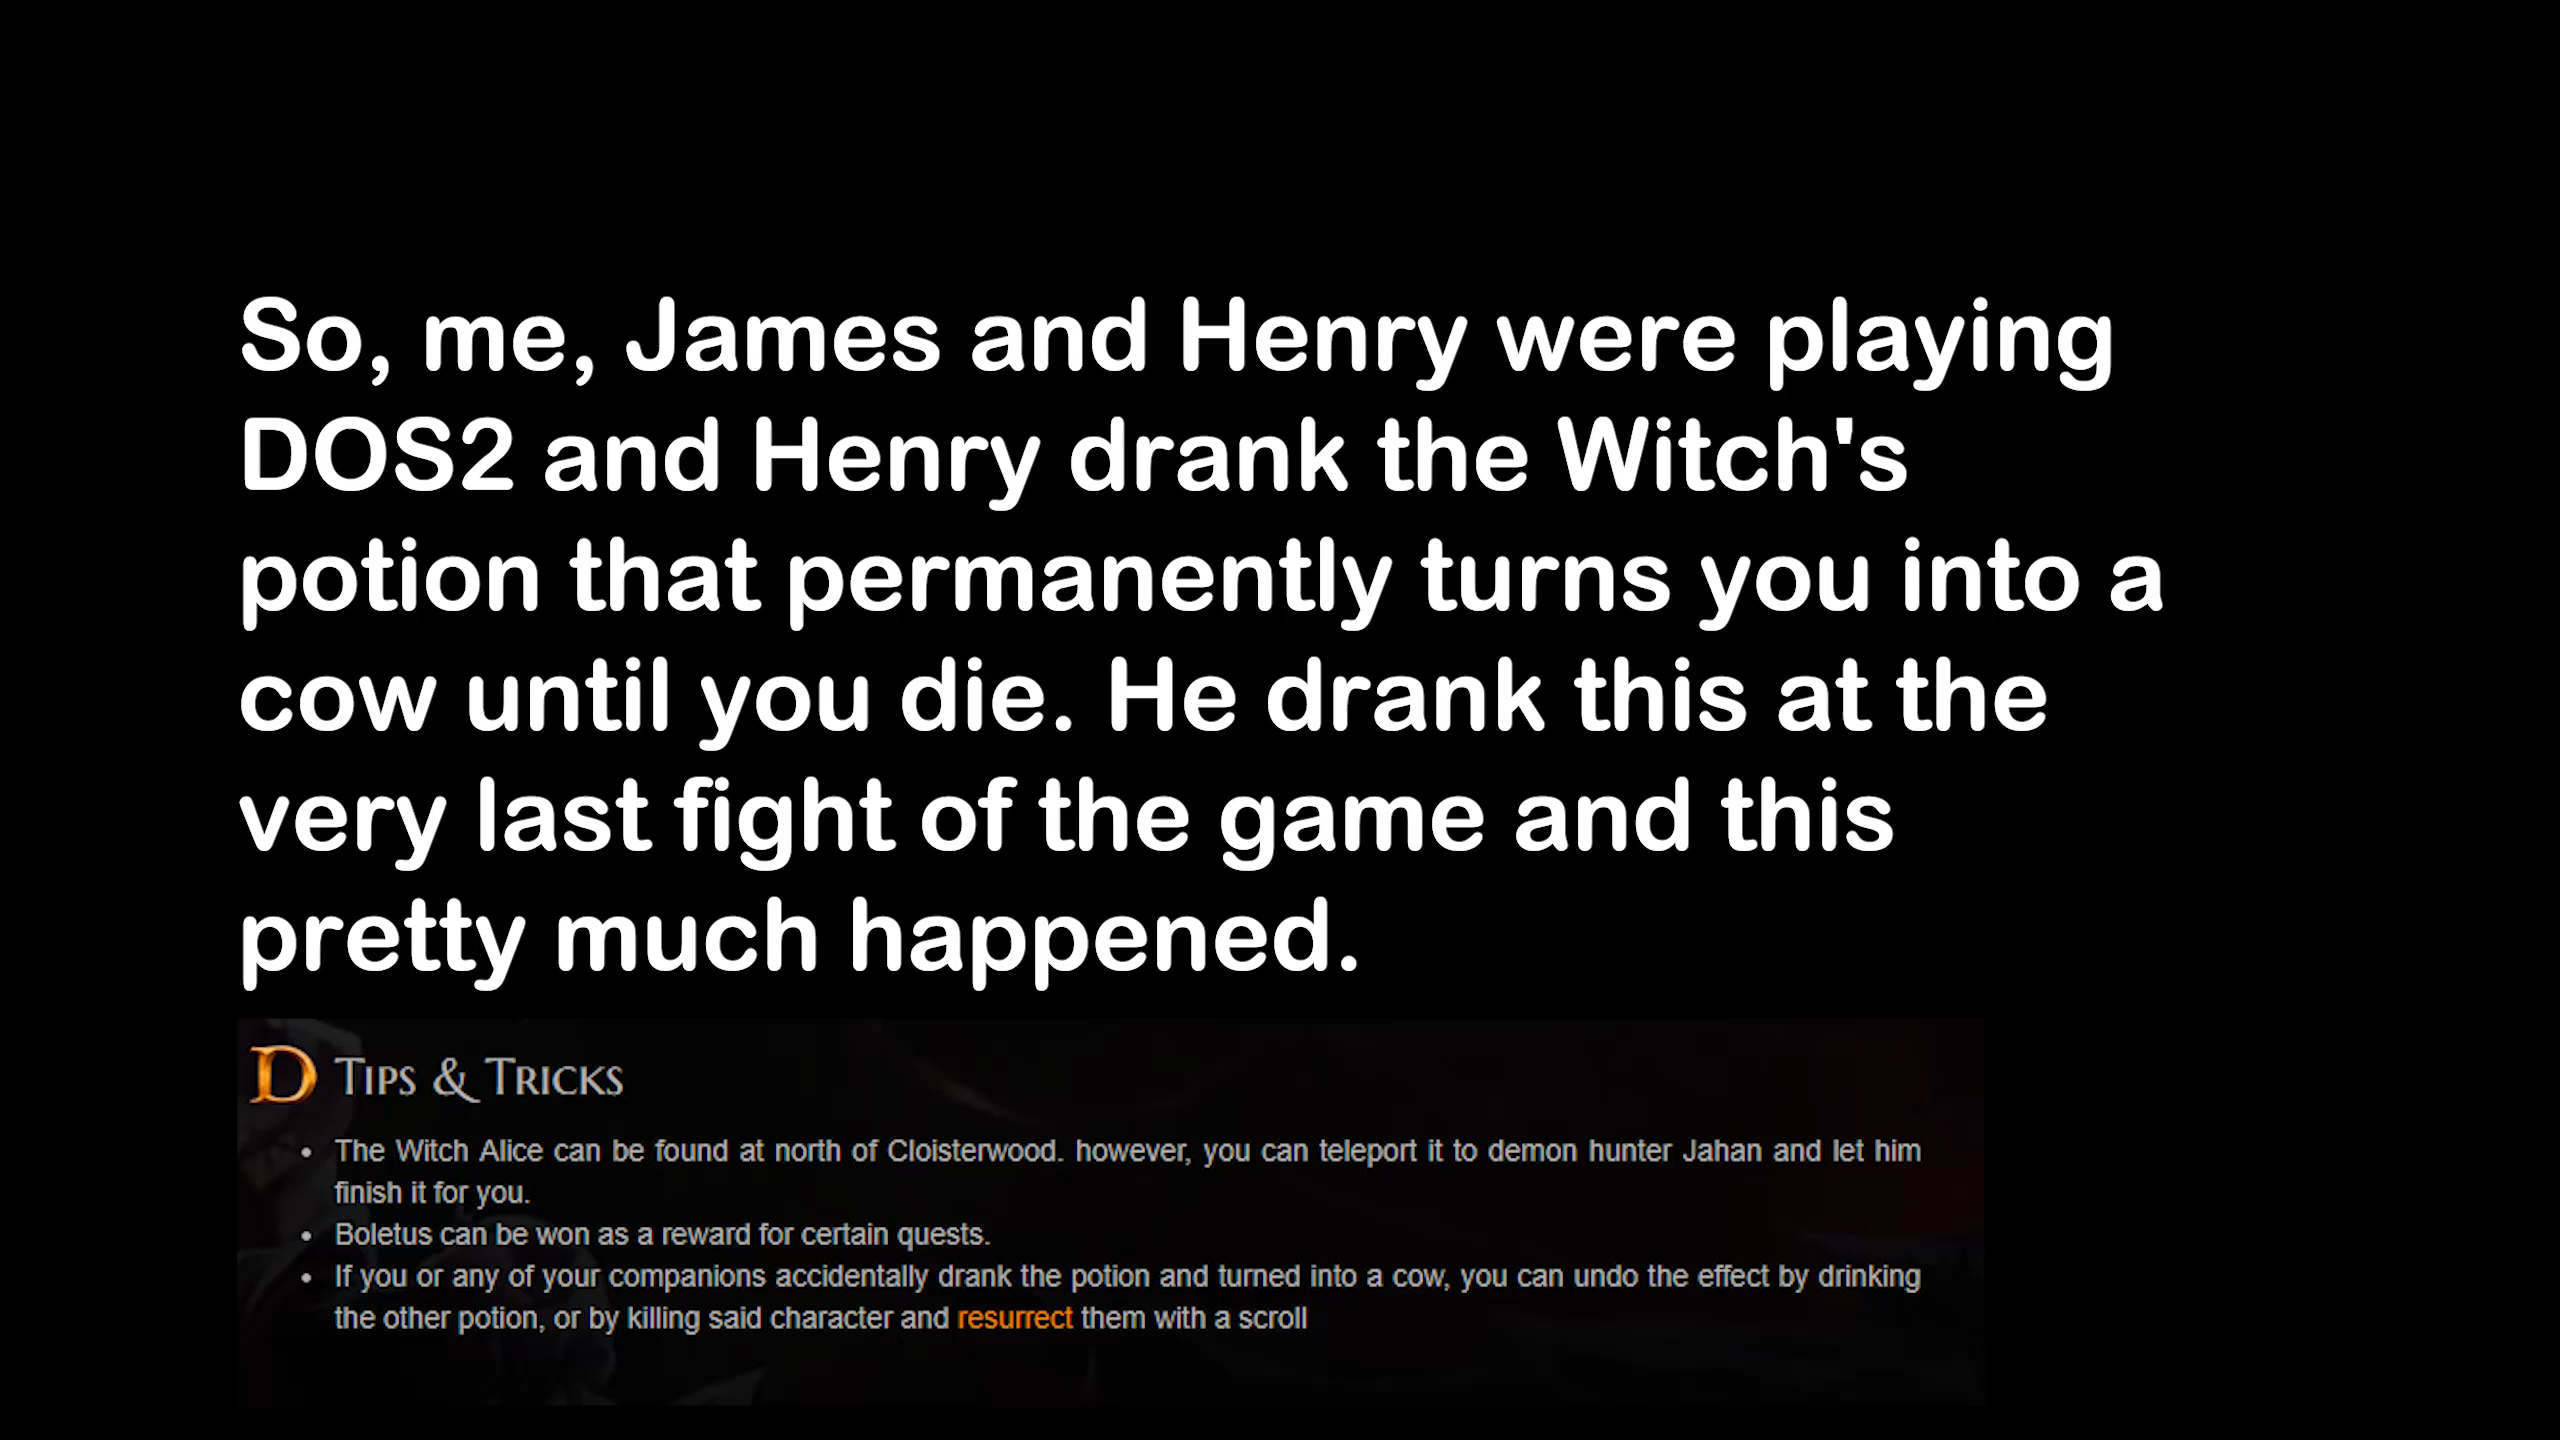 So, me, James and Henry were playing
DOS2 and Henry drank the Witch's
potion that permanently turns you into a
cow until you die. He drank this at the
very last fight of the game and this
pretty much happened.
D TIPS & TRICKS
• The Witch Alice can be found at north of Cloisterwood. however, you can teleport it to demon hunter Jahan and let him
finish it for you.
• Boletus can be won as a reward for certain quests.
• If you or any of your companions accidentally drank the potion and turned into a cow, you can undo the effect by drinking
the other potion, or by killing said character and resurrect them with a scroll